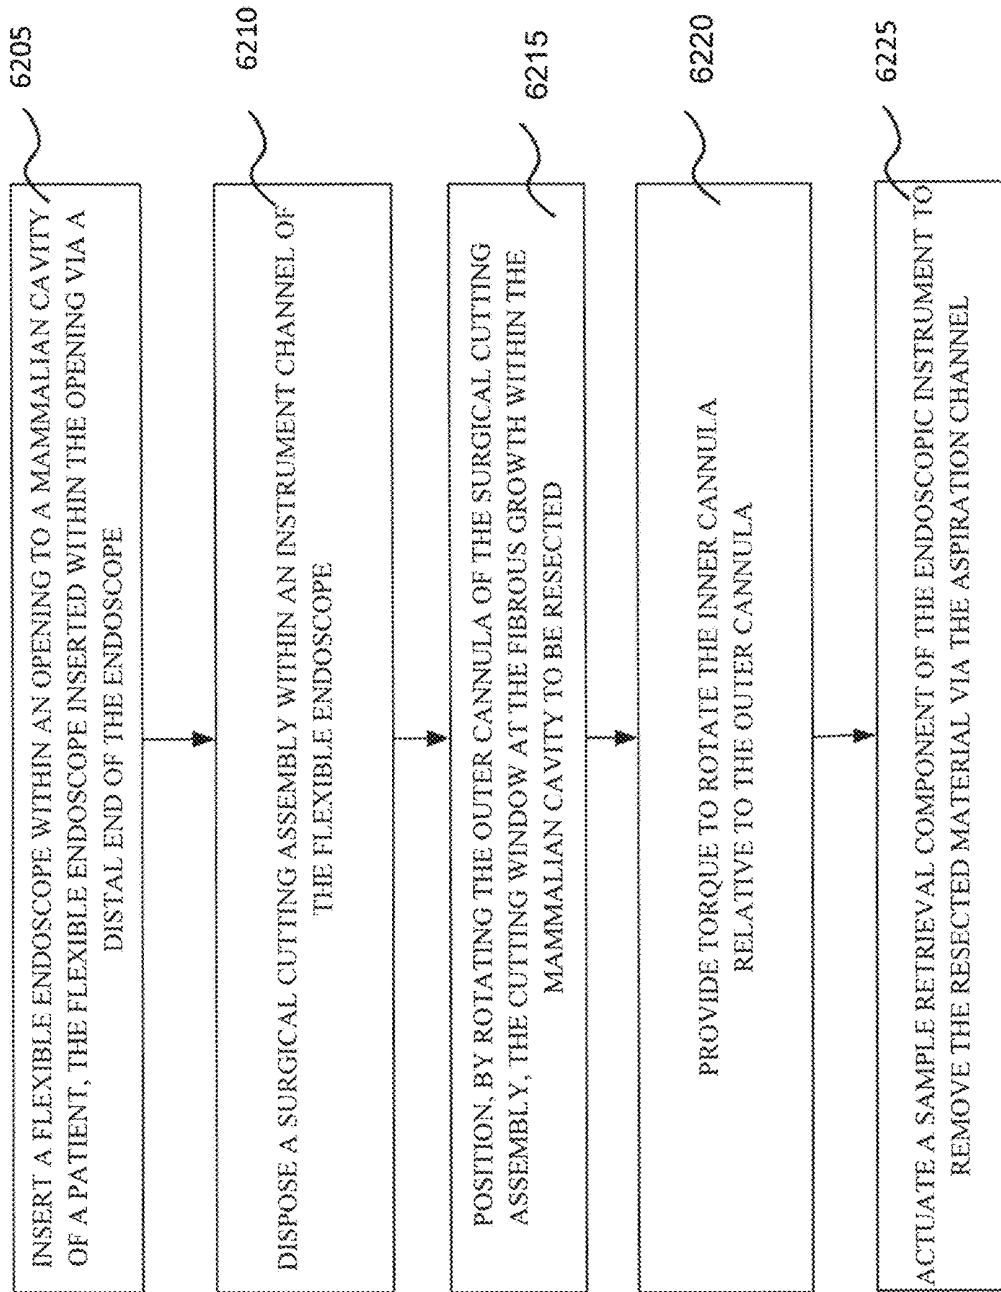 6205
INSERT A FLEXIBLE ENDOSCOPE WITHIN AN OPENING TO A MAMMALIAN CAVITY
OF A PATIENT, THE FLEXIBLE ENDOSCOPE INSERTED WITHIN THE OPENING VIA A
DISTAL END OF THE ENDOSCOPE
6210
DISPOSE A SURGICAL CUTTING ASSEMBLY WITHIN AN INSTRUMENT CHANNEL OF
THE FLEXIBLE ENDOSCOPE
6215
POSITION, BY ROTATING THE OUTER CANNULA OF THE SURGICAL CUTTING
ASSEMBLY, THE CUTTING WINDOW AT THE FIBROUS GROWTH WITHIN THE
MAMMALIAN CAVITY TO BE RESECTED
6220
PROVIDE TORQUE TO ROTATE THE INNER CANNULA
RELATIVE TO THE OUTER CANNULA
6225
ACTUATE A SAMPLE RETRIEVAL COMPONENT OF THE ENDOSCOPIC INSTRUMENT TO
REMOVE THE RESECTED MATERIAL VIA THE ASPIRATION CHANNEL